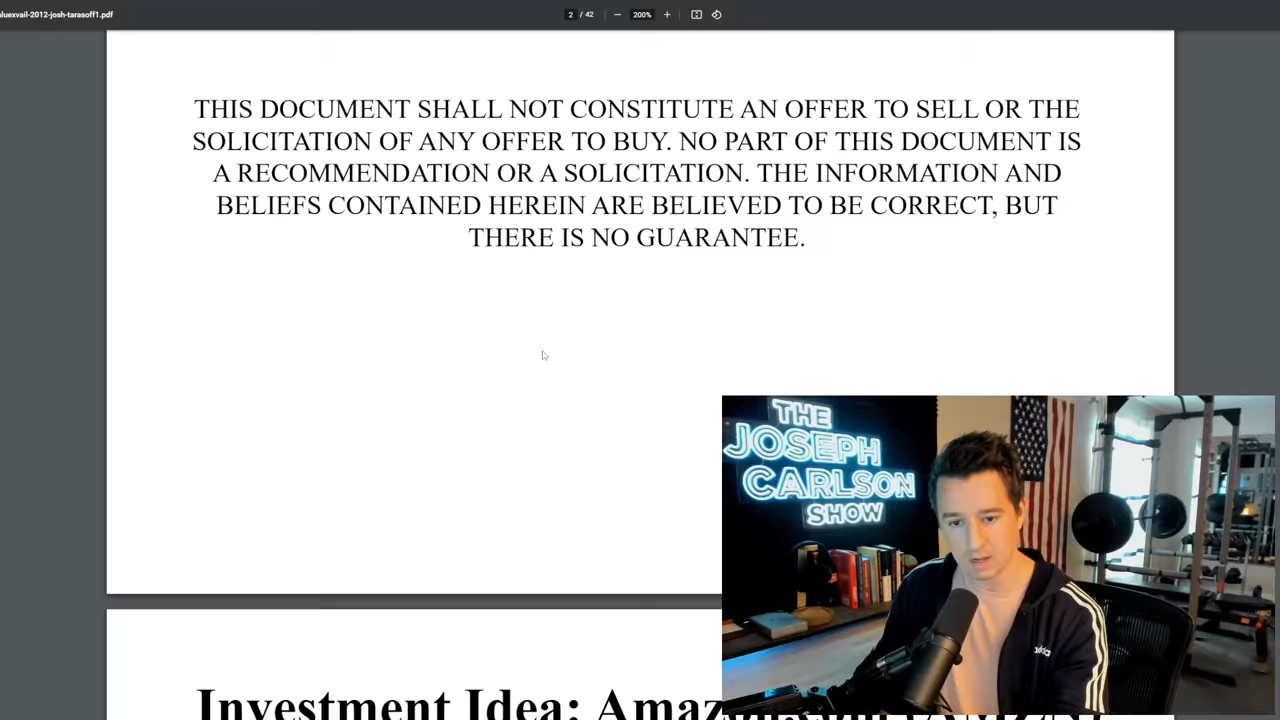 luexvail-2012-josh-tarasoff1.pdf
2 / 42
200%
THIS DOCUMENT SHALL NOT CONSTITUTE AN OFFER TO SELL OR THE
SOLICITATION OF ANY OFFER TO BUY. NO PART OF THIS DOCUMENT IS
A RECOMMENDATION OR A SOLICITATION. THE INFORMATION AND
BELIEFS CONTAINED HEREIN ARE BELIEVED TO BE CORRECT, BUT
THERE IS NO GUARANTEE.
THE
JOSEPH
CARLSON
SHOW
Investment Idea: